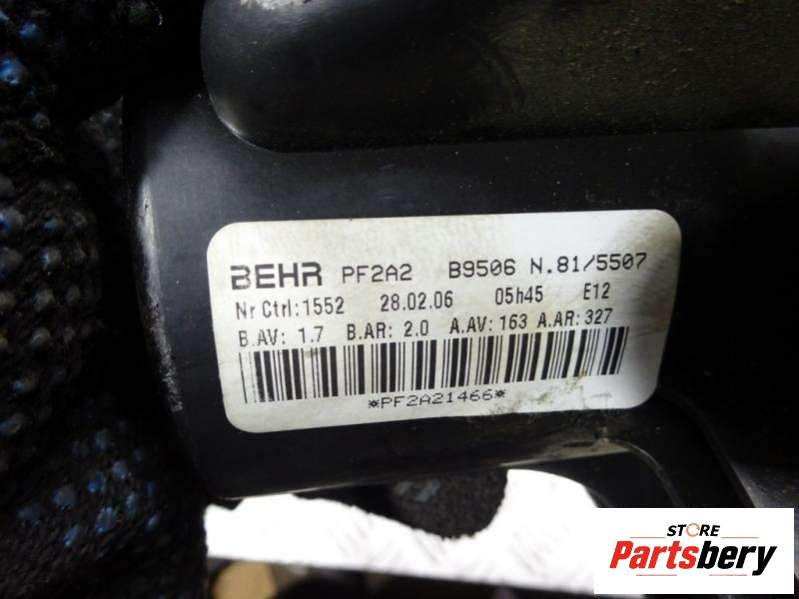 BEHR PF2A2 B9506 N.81/5507
Nr Ctrl:1552 28.02.06 05h45 E12
B.AV: 1.7 B.AR: 2.0 A.AV: 163 A.AR: 327
*PF2A21466*
STORE
Partsbery